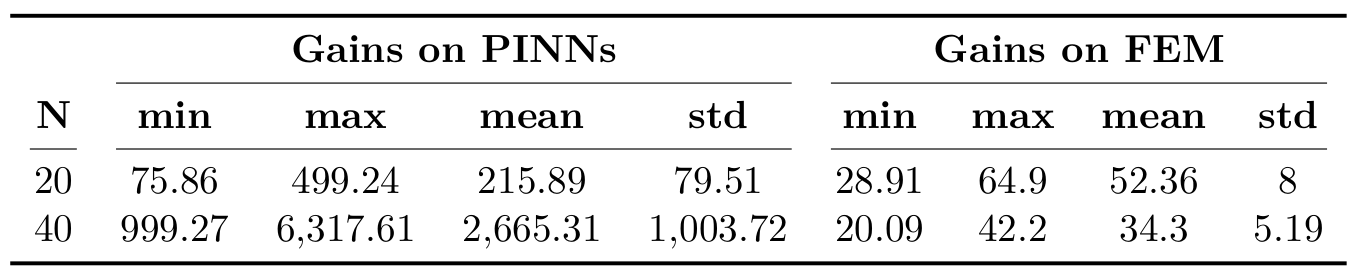 Gains on PINNs Gains on FEM
N min max mean std min max mean std
20 75.86 499.24 215.89 79.51 28.91 64.9 52.36 8
40 999.27 6,317.61 2,665.31 1,003.72 20.09 42.2 34.3 5.19